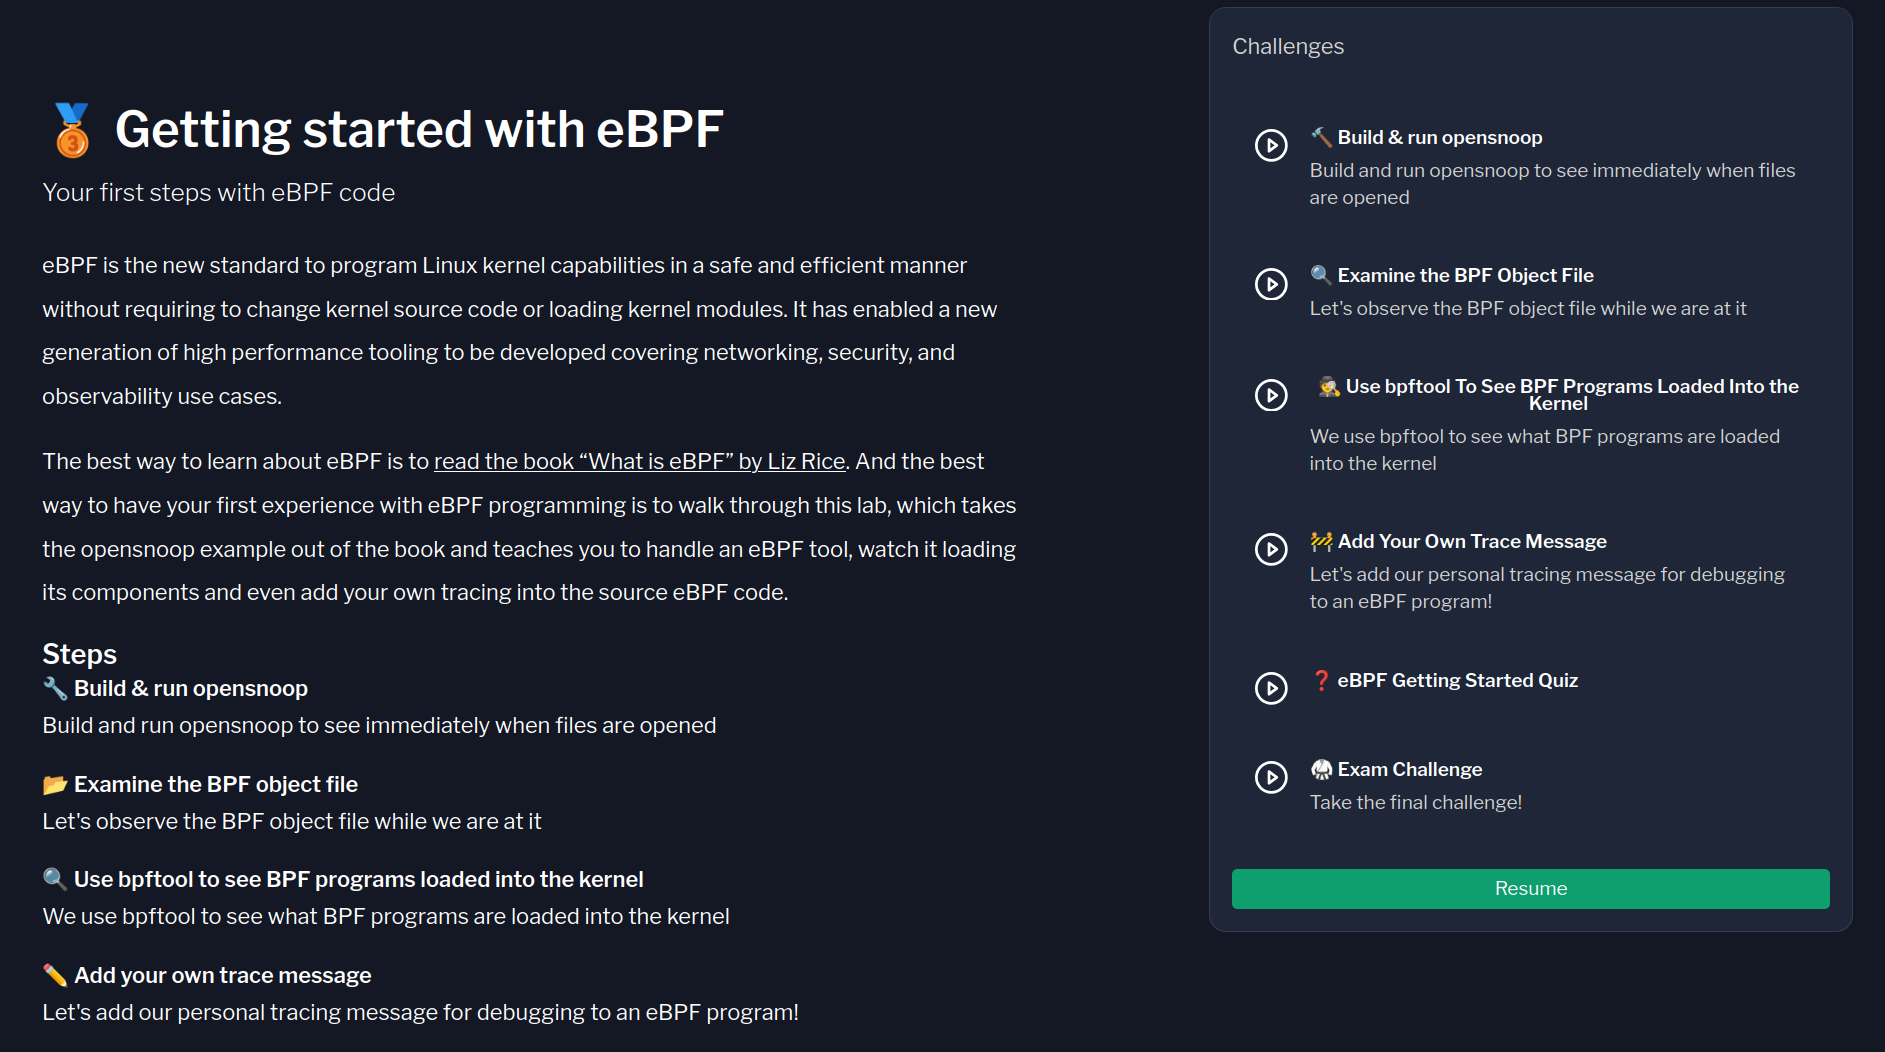 Getting started with eBPF
Your first steps with eBPF code
eBPF is the new standard to program Linux kernel capabilities in a safe and efficient manner
without requiring to change kernel source code or loading kernel modules. It has enabled a new
generation of high performance tooling to be developed covering networking, security, and
observability use cases.
The best way to learn about eBPF is to read the book “What is eBPF” by Liz Rice. And the best
way to have your first experience with eBPF programming is to walk through this lab, which takes
the opensnoop example out of the book and teaches you to handle an eBPF tool, watch it loading
its components and even add your own tracing into the source eBPF code.
Steps
🔧 Build & run opensnoop
Build and run opensnoop to see immediately when files are opened
📂 Examine the BPF object file
Let's observe the BPF object file while we are at it
🔍 Use bpftool to see BPF programs loaded into the kernel
We use bpftool to see what BPF programs are loaded into the kernel
✏️ Add your own trace message
Let's add our personal tracing message for debugging to an eBPF program!
Challenges
🔨 Build & run opensnoop
Build and run opensnoop to see immediately when files
are opened
🔍 Examine the BPF Object File
Let's observe the BPF object file while we are at it
🕵️ Use bpftool To See BPF Programs Loaded Into the
Kernel
We use bpftool to see what BPF programs are loaded
into the kernel
🚧 Add Your Own Trace Message
Let's add our personal tracing message for debugging
to an eBPF program!
❓ eBPF Getting Started Quiz
🥋 Exam Challenge
Take the final challenge!
Resume